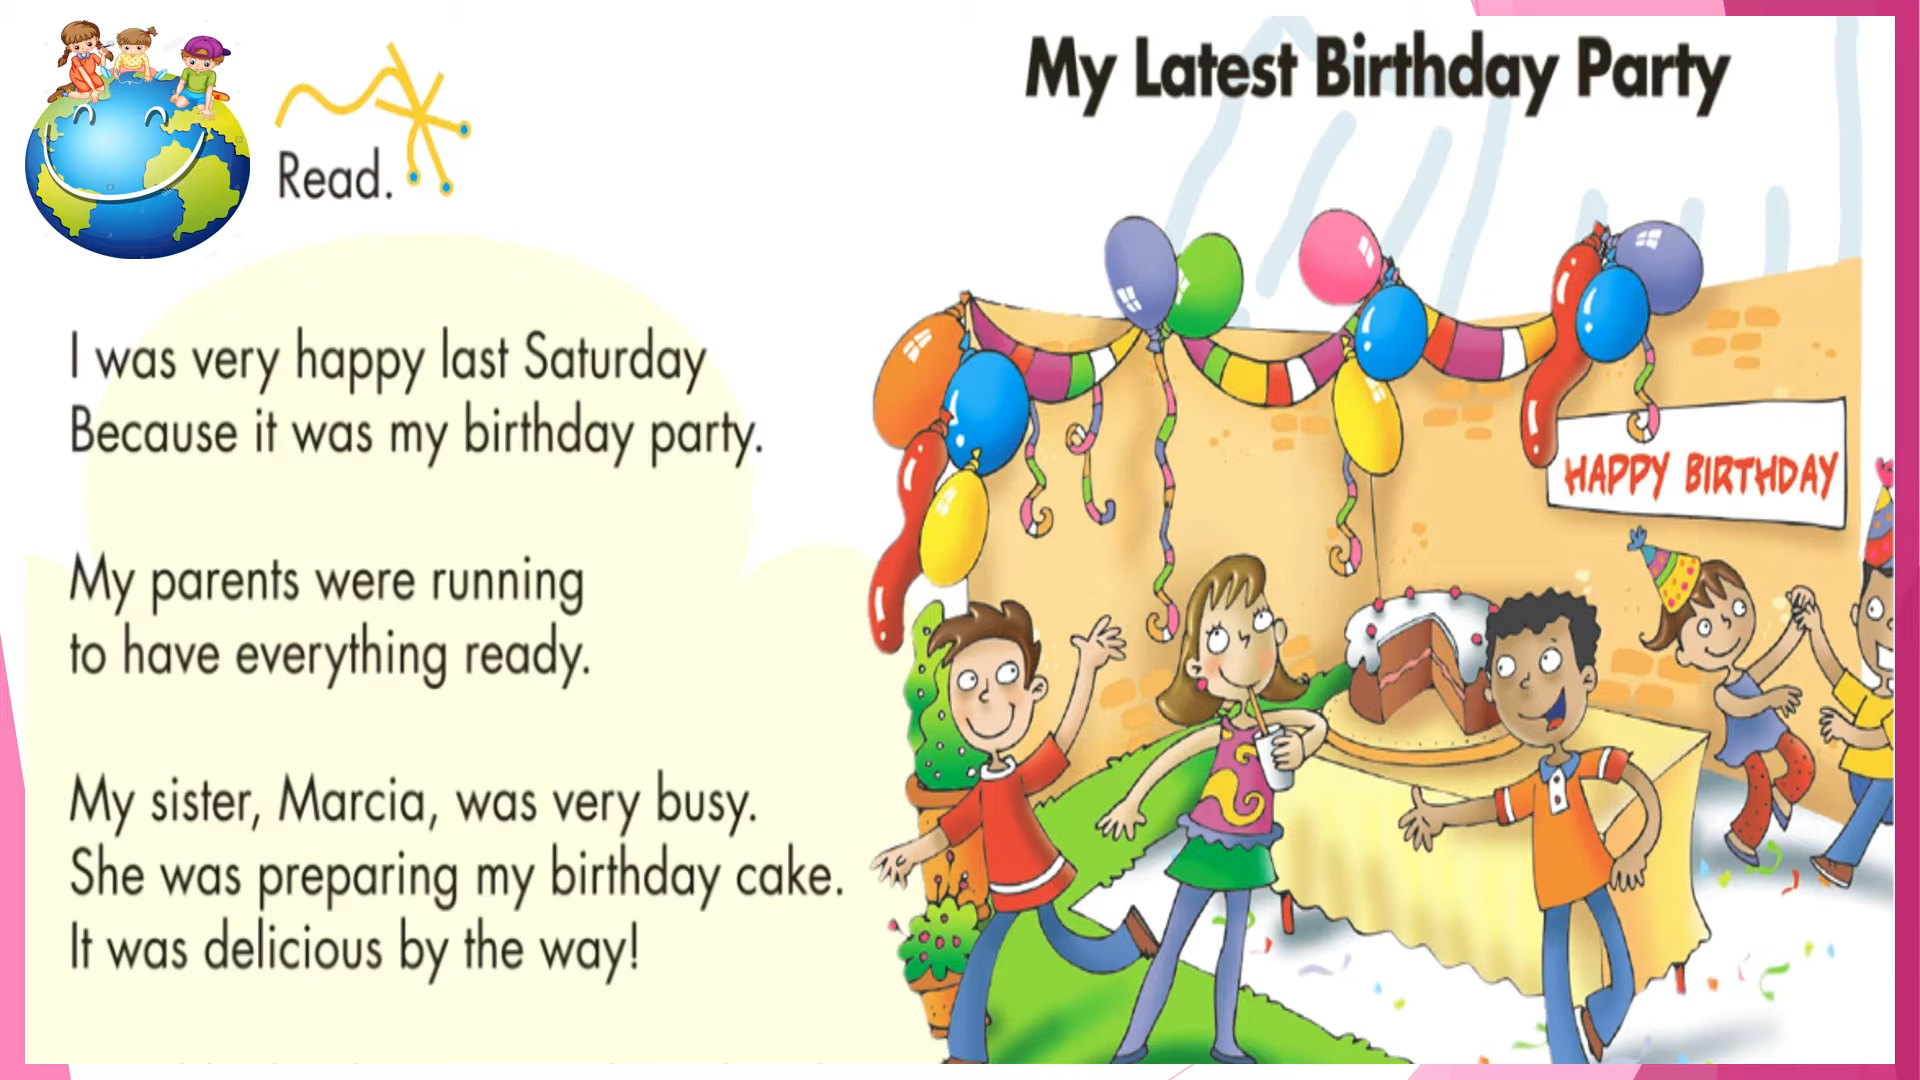 My Latest Birthday Party
Read.
I was very happy last Saturday
Because it was my birthday party.
My parents were running
to have everything ready.
My sister, Marcia, was very busy.
She was preparing my birthday cake.
It was delicious by the way!
HAPPY BIRTHDAY